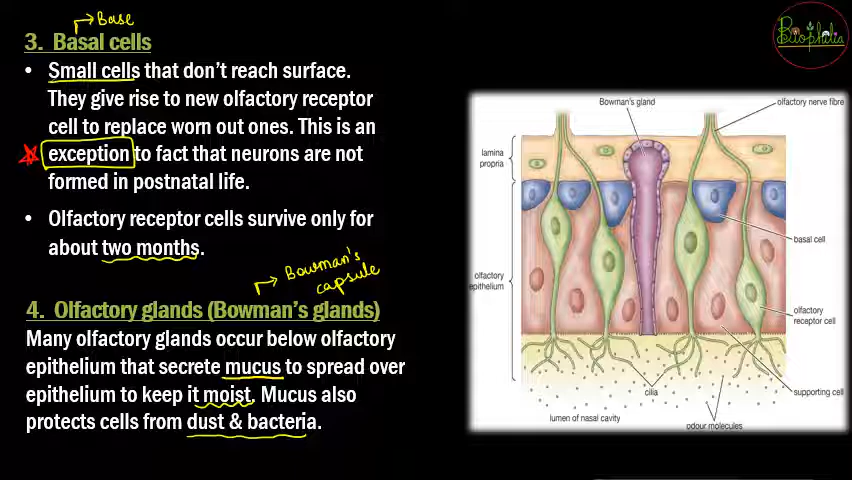 Base
Biophilia
3. Basal cells
• Small cells that don't reach surface.
They give rise to new olfactory receptor
cell to replace worn out ones. This is an
exception to fact that neurons are not
formed in postnatal life.
• Olfactory receptor cells survive only for
about two months.
Bowman's
capsule
4. Olfactory glands (Bowman's glands)
Many olfactory glands occur below olfactory
epithelium that secrete mucus to spread over
epithelium to keep it moist. Mucus also
protects cells from dust & bacteria.
Bowman's gland
olfactory nerve fibre
lamina
propria
basal cell
olfactory
epithelium
olfactory
receptor cell
supporting cell
cilia
lumen of nasal cavity
odour molecules